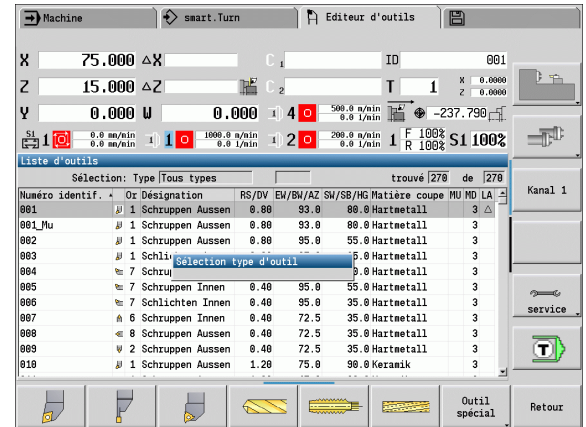 Machine smart.Turn Editeur d'outils
X 75.000 △X C 1 ID 001
Z 15.000 △Z C 2 T 1 X 0.0000 Z 0.0000
Y 0.000 W 0.000 4 0 500.0 m/min 0.0 1/min -237.790
S1 1 0.0 mm/min 0.0 mm/min 1 0 1000.0 m/min 0.0 1/min 2 0 200.0 m/min 0.0 1/min 1 F 100% R 100% S1 100%
Liste d'outils
Sélection: Type Tous types trouvé 270 de 270
Numéro identif. Or Désignation RS/DV EW/BW/AZ SW/SB/HG Matière coupe MU MD LA
001 1 Schruppen Aussen 0.80 93.0 80.0 Hartmetall 3 △
001_Mu 1 Schruppen Aussen 0.80 93.0 80.0 Hartmetall 3
002 1 Schruppen Aussen 0.80 95.0 55.0 Hartmetall 3
003 1 Hartmetall 3
Sélection type d'outil
004 7 Hartmetall 3
005 7 Schruppen Innen 0.40 95.0 55.0 Hartmetall 3
006 7 Schlichten Innen 0.40 95.0 35.0 Hartmetall 3
007 6 Schruppen Innen 0.40 72.5 35.0 Hartmetall 3
008 8 Schruppen Aussen 0.40 72.5 35.0 Hartmetall 3
009 2 Schruppen Aussen 0.40 72.5 35.0 Hartmetall 3
010 1 Schruppen Aussen 1.20 75.0 90.0 Keramik 3
Kanal 1
service
T
Outil spécial
Retour